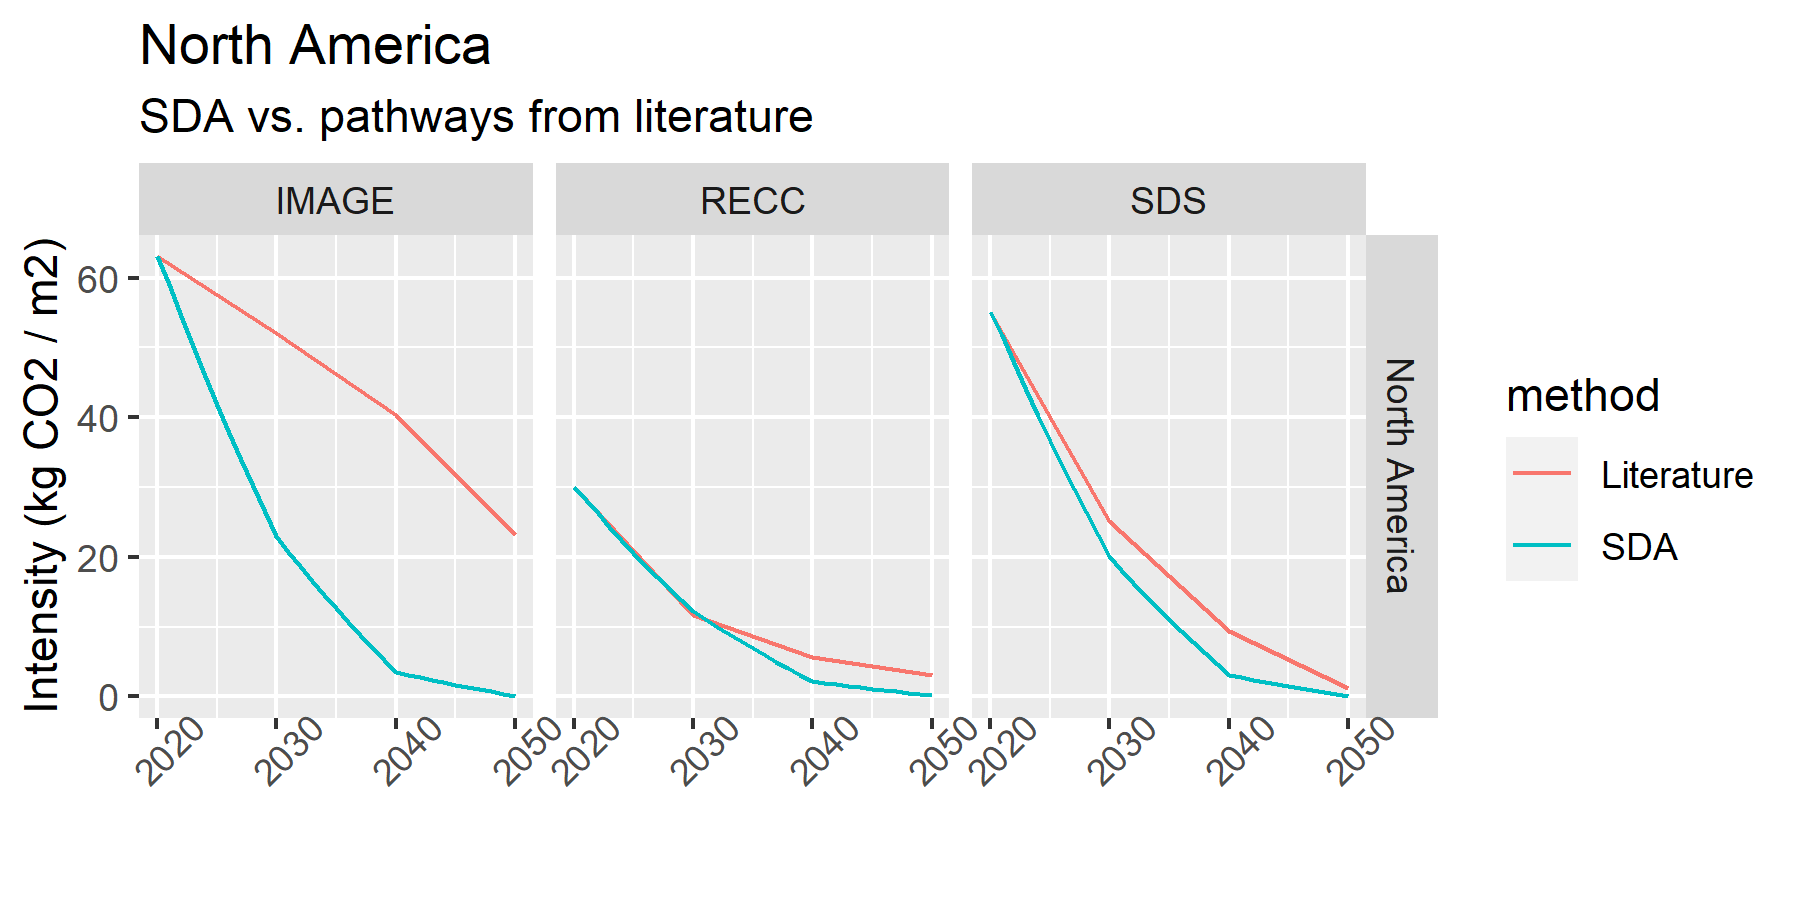 North America
SDA vs. pathways from literature
IMAGE
RECC
SDS
Intensity (kg CO2 / m2)
60
40
20
0
2020
2030
2040
2050
2020
2030
2040
2050
2020
2030
2040
2050
North America
method
Literature
SDA